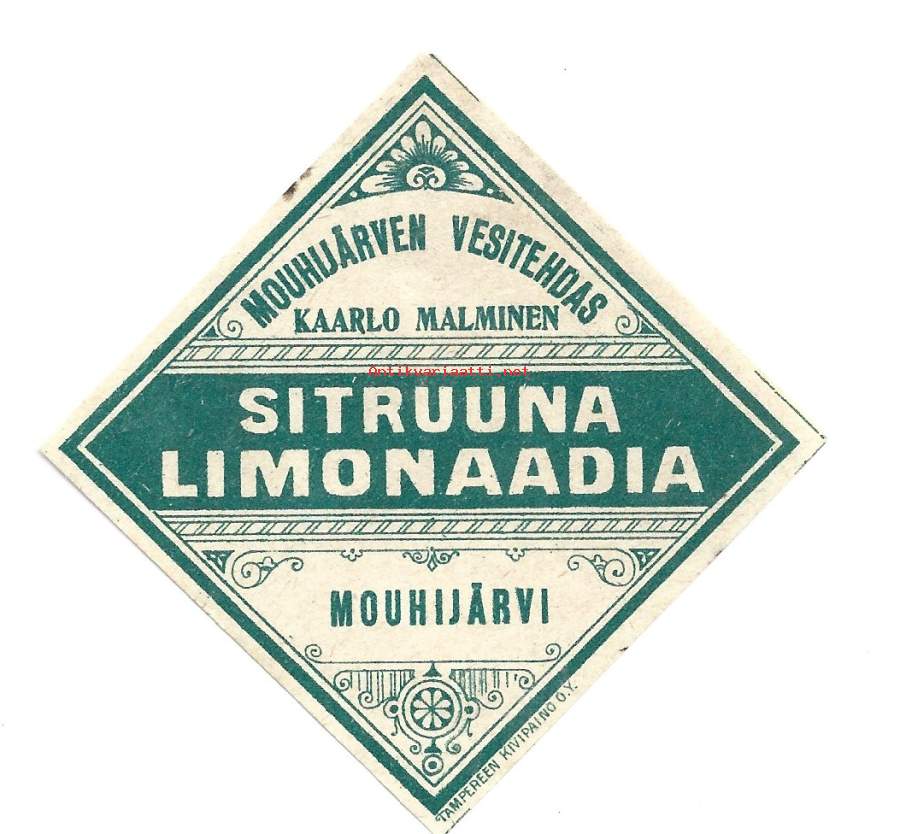 MOUHIJÄRVEN VESITEHDAS
KAARLO MALMINEN
Antikvariaatti.net
SITRUUNA
LIMONAADIA
MOUHIJÄRVI
TAMPEREEN KIVIPAINO O.Y.